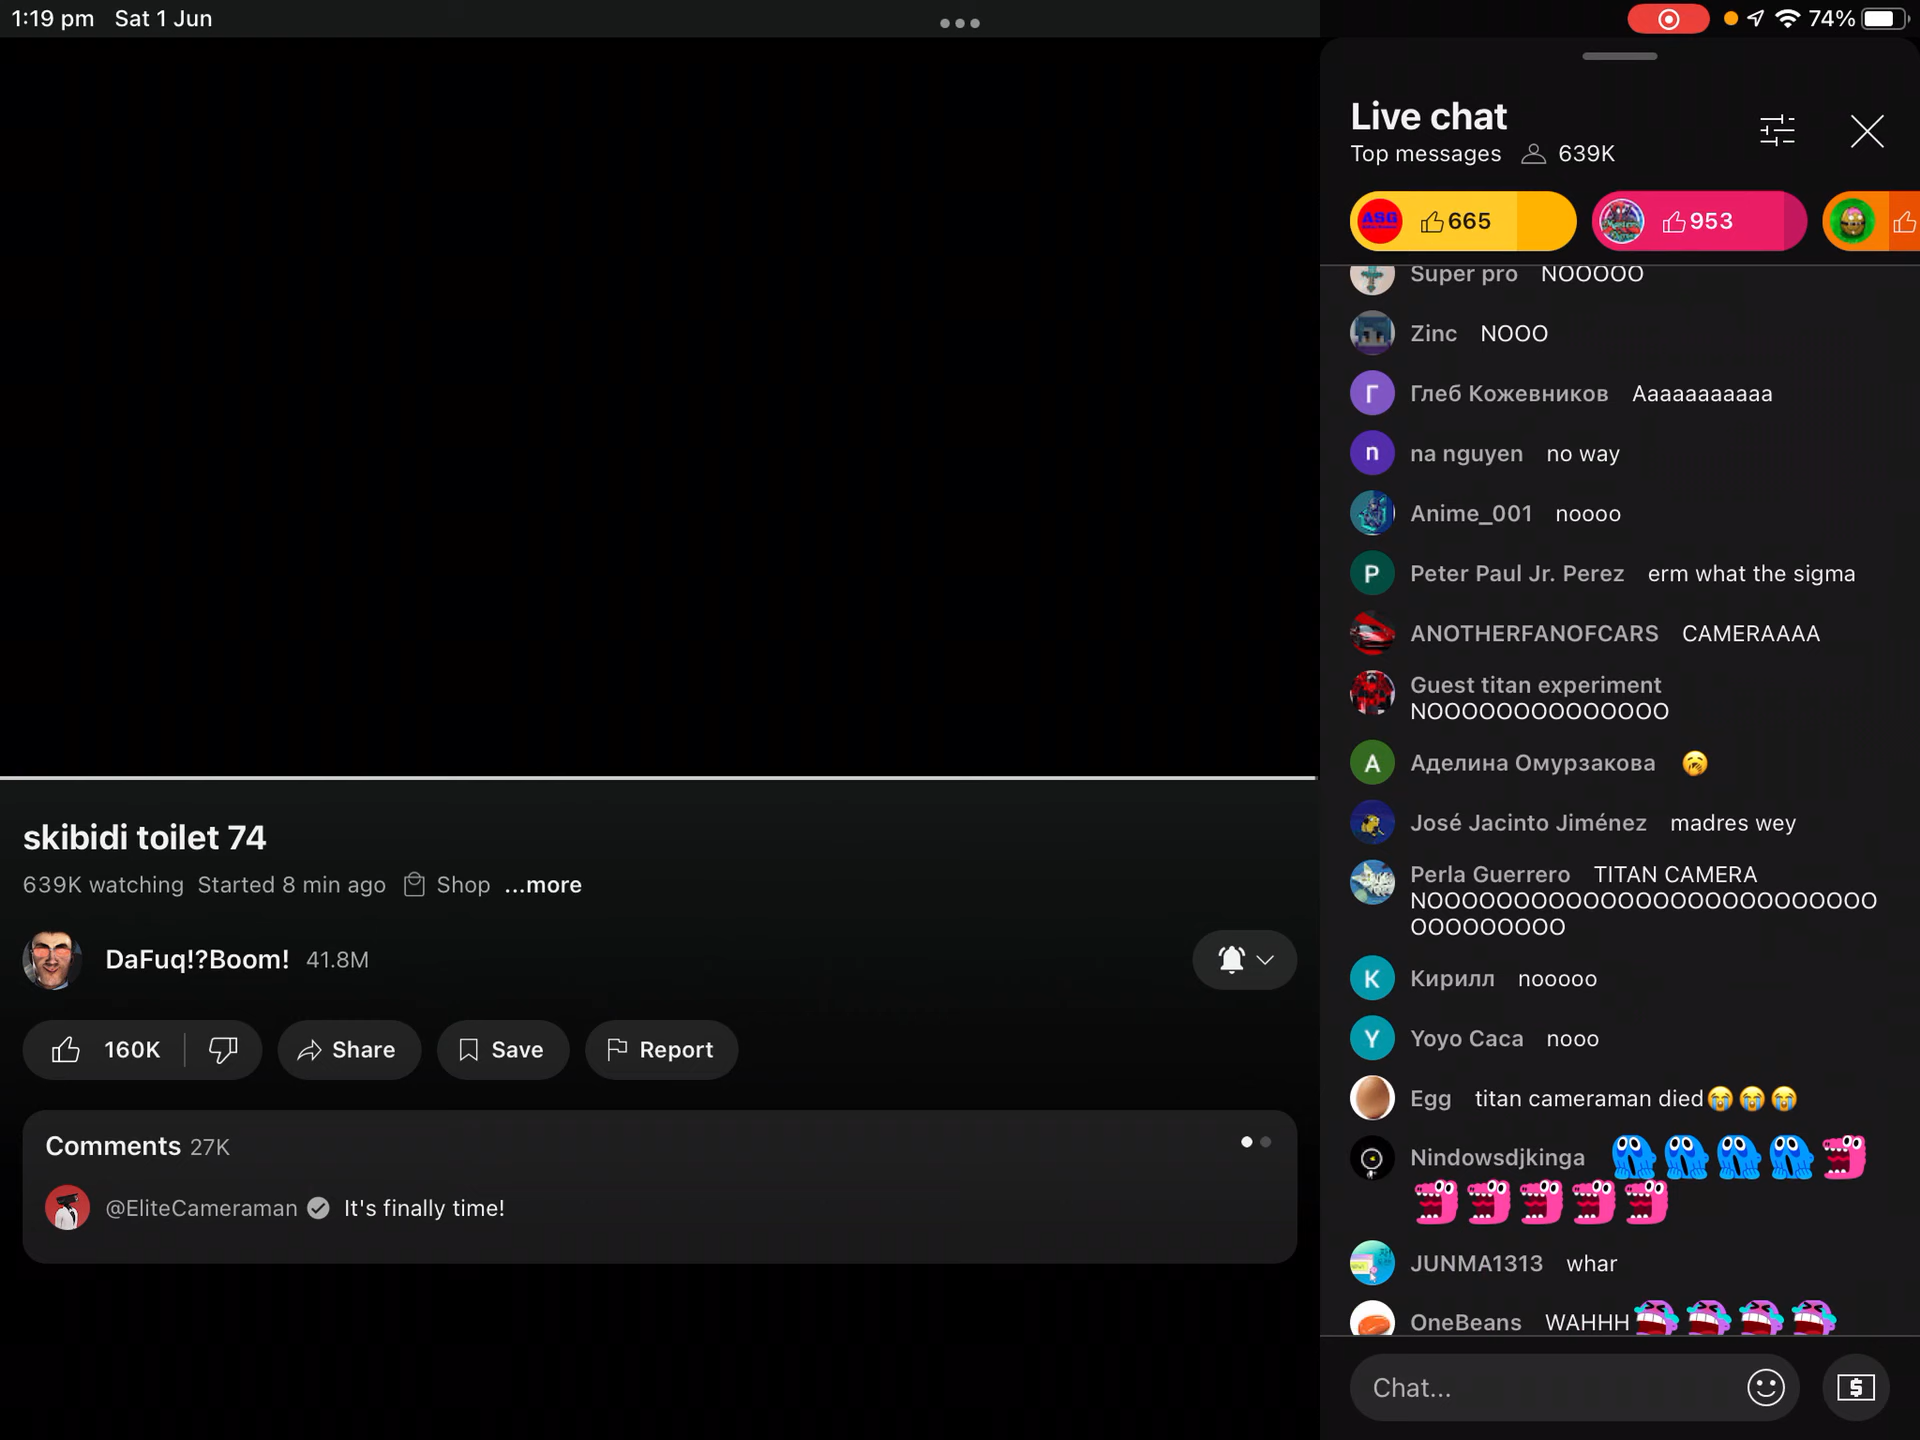 1:19 pm Sat 1 Jun
74%
Live chat
Top messages 639K
ASG 665 953
Super pro NOOOOO
Zinc NOOO
Г Глеб Кожевников Аааааааааaa
n na nguyen no way
Anime_001 noooo
P Peter Paul Jr. Perez erm what the sigma
ANOTHERFANOFCARS CAMERAAAA
Guest titan experiment
NOOOOOOOOOOOOOO
А Аделина Омурзакова 🥱
José Jacinto Jiménez madres wey
Perla Guerrero TITAN CAMERA
NOOOOOOOOOOOOOOOOOOOOOOOOOO
OOOOOOOOO
К Кирилл nooooo
Y Yoyo Caca nooo
Egg titan cameraman died😭😭😭
Nindowsdjkinga
JUNMA1313 whar
OneBeans WAHHH
Chat...
skibidi toilet 74
639K watching Started 8 min ago Shop ...more
DaFuq!?Boom! 41.8M
160K Share Save Report
Comments 27K
@EliteCameraman It's finally time!